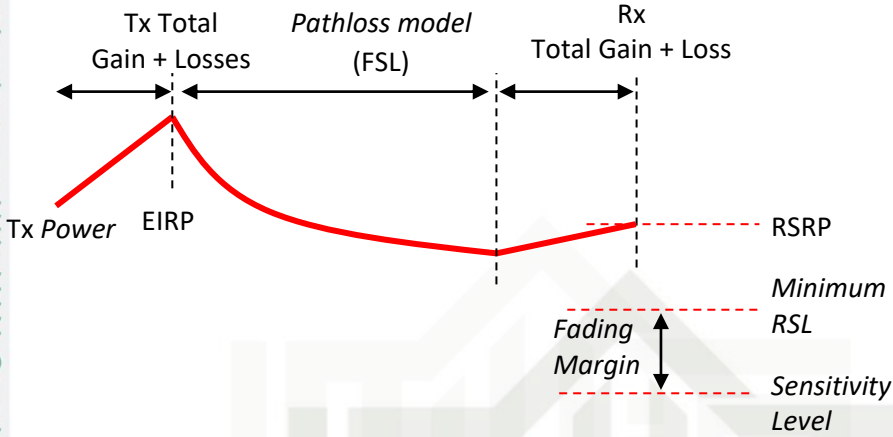 Tx Total
Gain + Losses
Pathloss model
(FSL)
Rx
Total Gain + Loss
Tx Power
EIRP
RSRP
Minimum
RSL
Fading
Margin
Sensitivity
Level